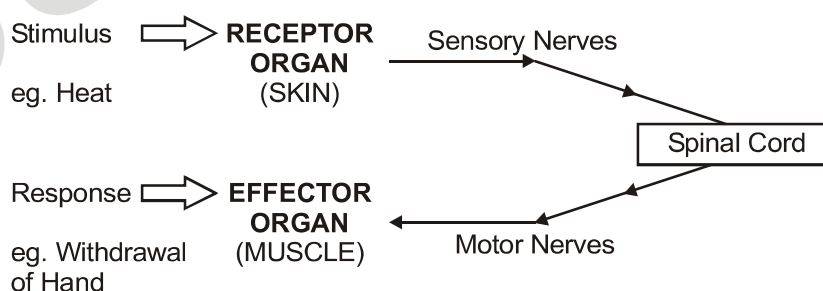 Stimulus
RECEPTOR
ORGAN
(SKIN)
eg. Heat
Sensory Nerves
Spinal Cord
Response
EFFECTOR
ORGAN
(MUSCLE)
eg. Withdrawal
of Hand
Motor Nerves